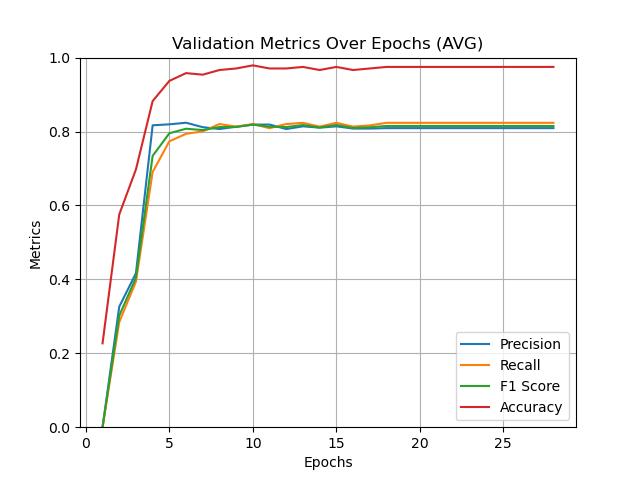 Validation Metrics Over Epochs (AVG)
1.0
0.8
0.6
0.4
0.2
0.0
Metrics
0 5 10 15 20 25
Epochs
Precision
Recall
F1 Score
Accuracy